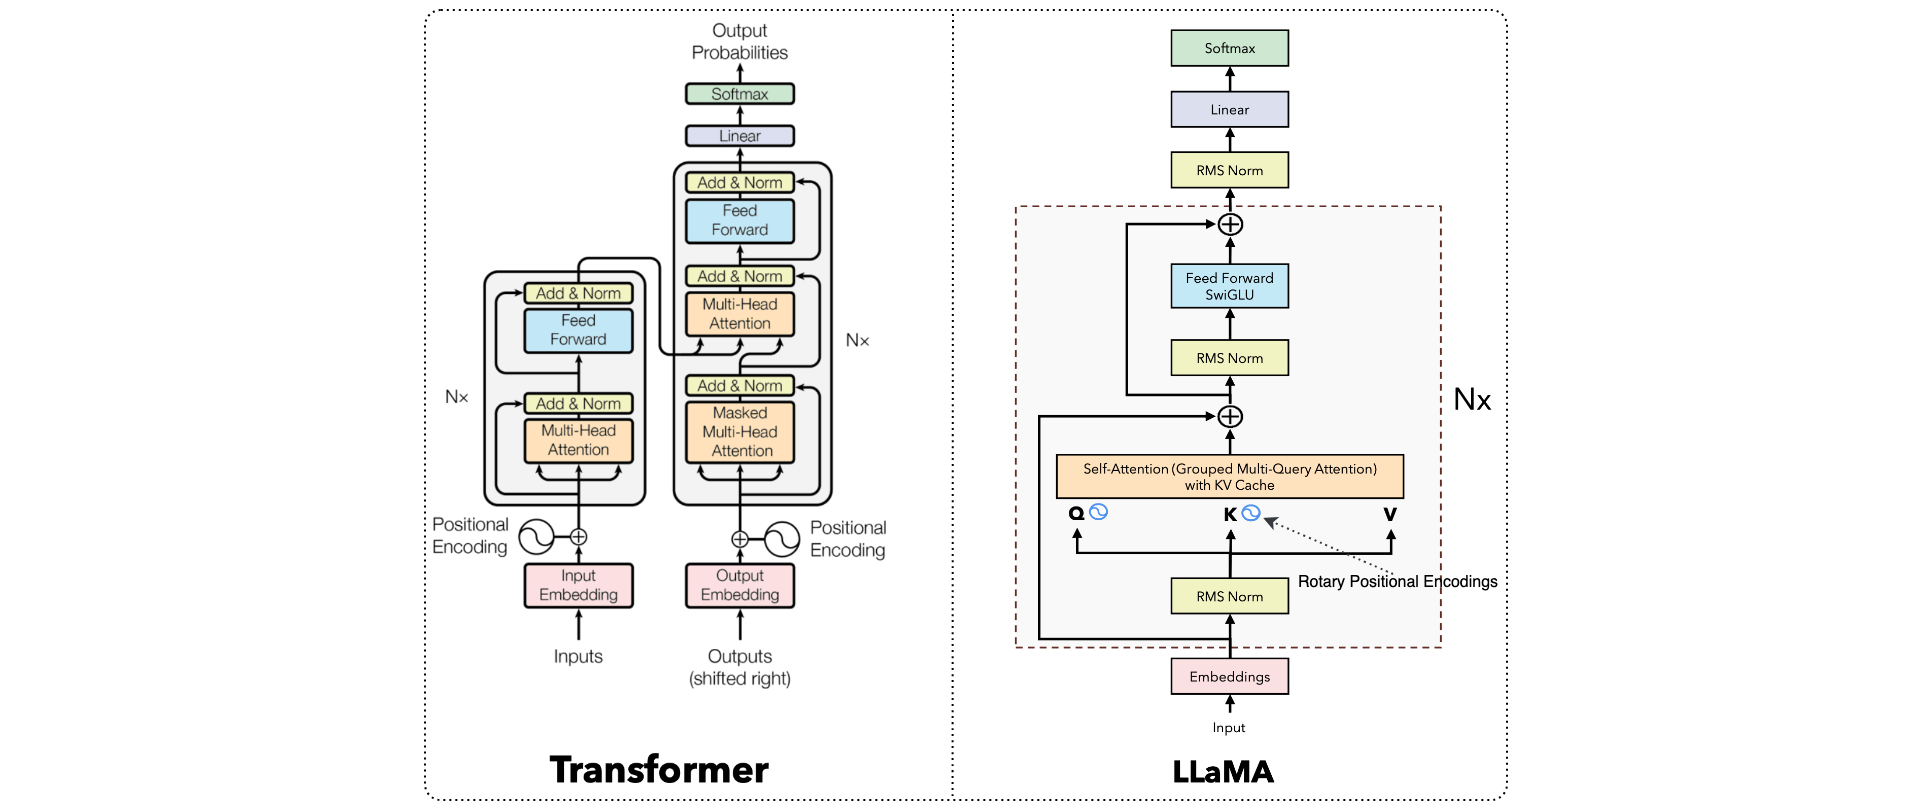 Output
Probabilities
Softmax
Linear
Add & Norm
Feed
Forward
Add & Norm
Multi-Head
Attention
Nx
Add & Norm
Masked
Multi-Head
Attention
Add & Norm
Feed
Forward
Nx
Add & Norm
Multi-Head
Attention
Positional
Encoding
Positional
Encoding
Input
Embedding
Output
Embedding
Inputs
Outputs
(shifted right)
Transformer
Softmax
Linear
RMS Norm
Feed Forward
SwiGLU
RMS Norm
Nx
Self-Attention (Grouped Multi-Query Attention)
with KV Cache
Q
K
V
Rotary Positional Encodings
RMS Norm
Embeddings
Input
LLaMA